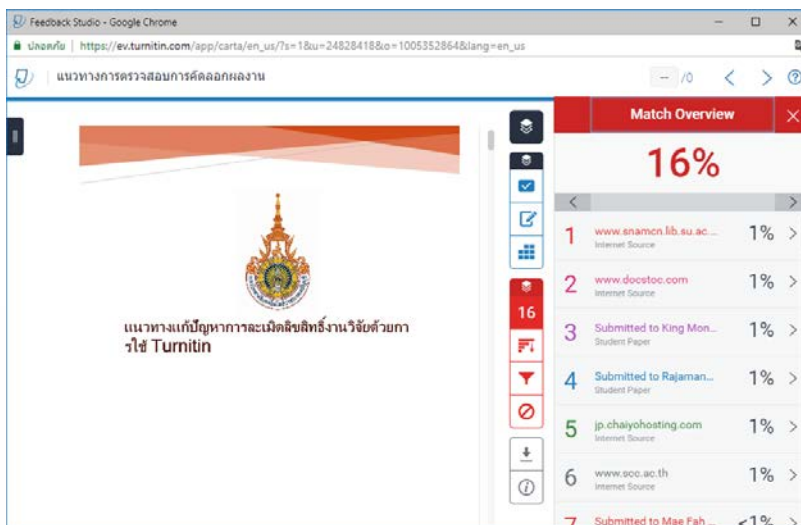 Feedback Studio - Google Chrome
ปลอดภัย | https://ev.turnitin.com/app/carta/en_us/?s=1&u=24828418&o=1005352864&lang=en_us
แนวทางการตรวจสอบการคัดลอกผลงาน
-- /0
แนวทางแก้ปัญหาการละเมิดลิขสิทธิ์งานวิจัยด้วยกา
รใช้ Turnitin
16
Match Overview
16%
1 www.snamcn.lib.su.ac.... 1%
Internet Source
2 www.docstoc.com 1%
Internet Source
3 Submitted to King Mon... 1%
Student Paper
4 Submitted to Rajaman... 1%
Student Paper
5 jp.chaiyohosting.com 1%
Internet Source
6 www.scc.ac.th 1%
Internet Source
7 Submitted to Mae Fah... <1%